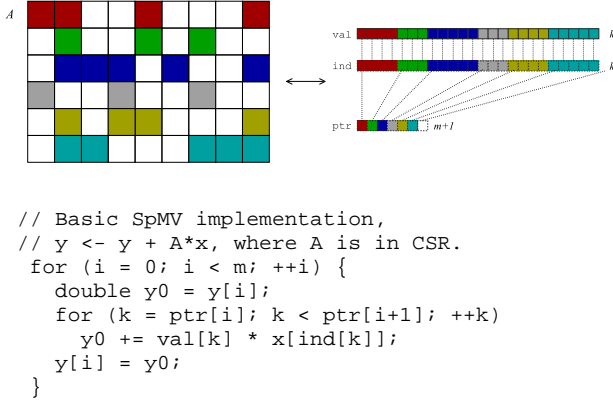 A
val k
ind k
ptr m+1
// Basic SpMV implementation,
// y <- y + A*x, where A is in CSR.
for (i = 0; i < m; ++i) {
double y0 = y[i];
for (k = ptr[i]; k < ptr[i+1]; ++k)
y0 += val[k] * x[ind[k]];
y[i] = y0;
}